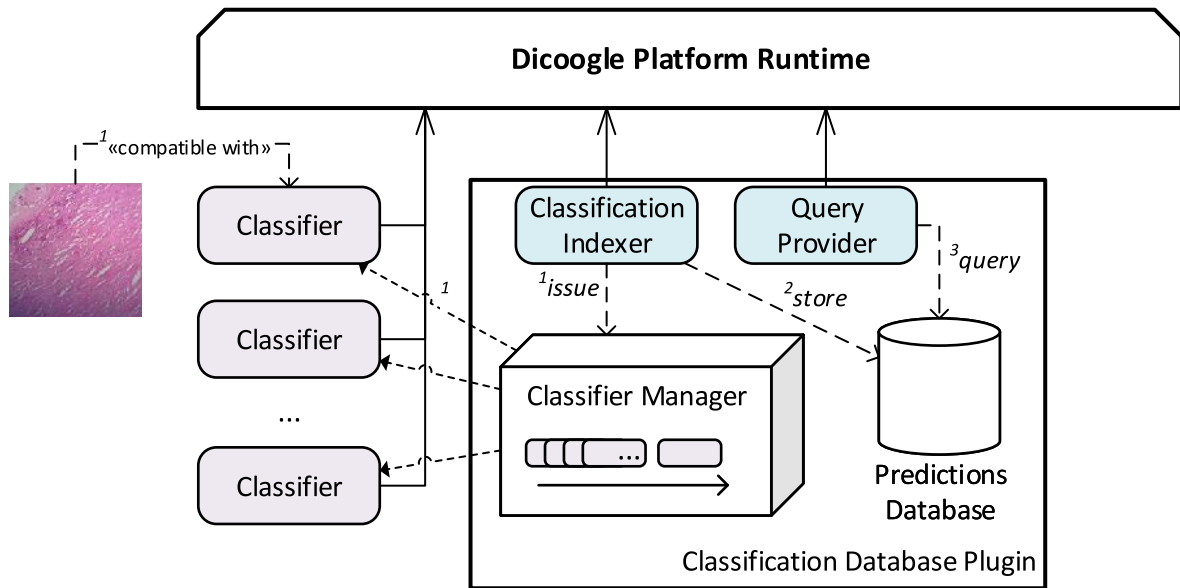 Dicoogle Platform Runtime
1 «compatible with»
Classifier
Classification
Indexer
Query
Provider
1 issue
2 store
3 query
1
Classifier
...
Classifier
Classifier Manager
...
Predictions
Database
Classification Database Plugin